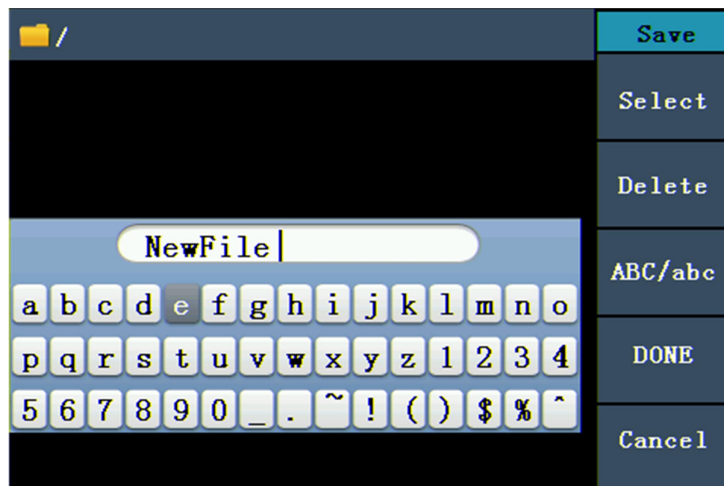 /
Save
Select
Delete
NewFile
ABC/abc
a b c d e f g h i j k l m n o
p q r s t u v w x y z 1 2 3 4
DONE
5 6 7 8 9 0 _ . ~ ! ( ) $ % ^
Cancel